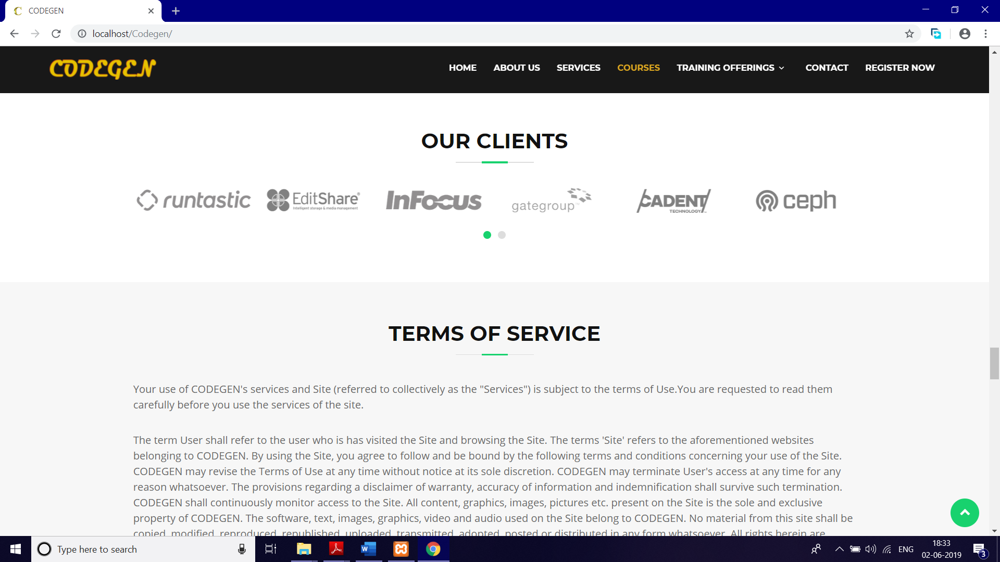 CODEGEN
localhost/Codegen/
CODEGEN
HOME ABOUT US SERVICES COURSES TRAINING OFFERINGS CONTACT REGISTER NOW
OUR CLIENTS
runtastic
EditShare®
Intelligent storage & media management
InFocus
gategroup™
CADENT
TECHNOLOGY™
ceph
TERMS OF SERVICE
Your use of CODEGEN's services and Site (referred to collectively as the "Services") is subject to the terms of Use.You are requested to read them
carefully before you use the services of the site.
The term User shall refer to the user who is has visited the Site and browsing the Site. The terms 'Site' refers to the aforementioned websites
belonging to CODEGEN. By using the Site, you agree to follow and be bound by the following terms and conditions concerning your use of the Site.
CODEGEN may revise the Terms of Use at any time without notice at its sole discretion. CODEGEN may terminate User's access at any time for any
reason whatsoever. The provisions regarding a disclaimer of warranty, accuracy of information and indemnification shall survive such termination.
CODEGEN shall continuously monitor access to the Site. All content, graphics, images, pictures etc. present on the Site is the sole and exclusive
property of CODEGEN. The software, text, images, graphics, video and audio used on the Site belong to CODEGEN. No material from this site shall be
copied, modified, reproduced, republished, uploaded, transmitted, adopted, posted or distributed in any form whatsoever. All rights herein are
Type here to search
ENG
18:33
02-06-2019
3